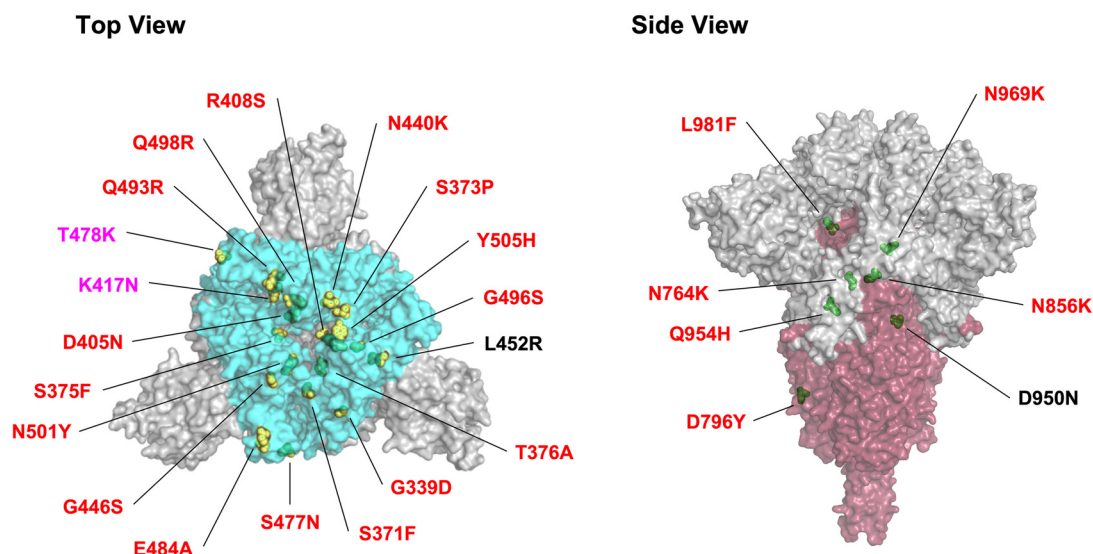 Top View
Side View
R408S
N440K
Q498R
Q493R
S373P
T478K
Y505H
K417N
G496S
D405N
L452R
S375F
N501Y
T376A
G446S
G339D
S477N
S371F
E484A
N969K
L981F
N764K
N856K
Q954H
D950N
D796Y